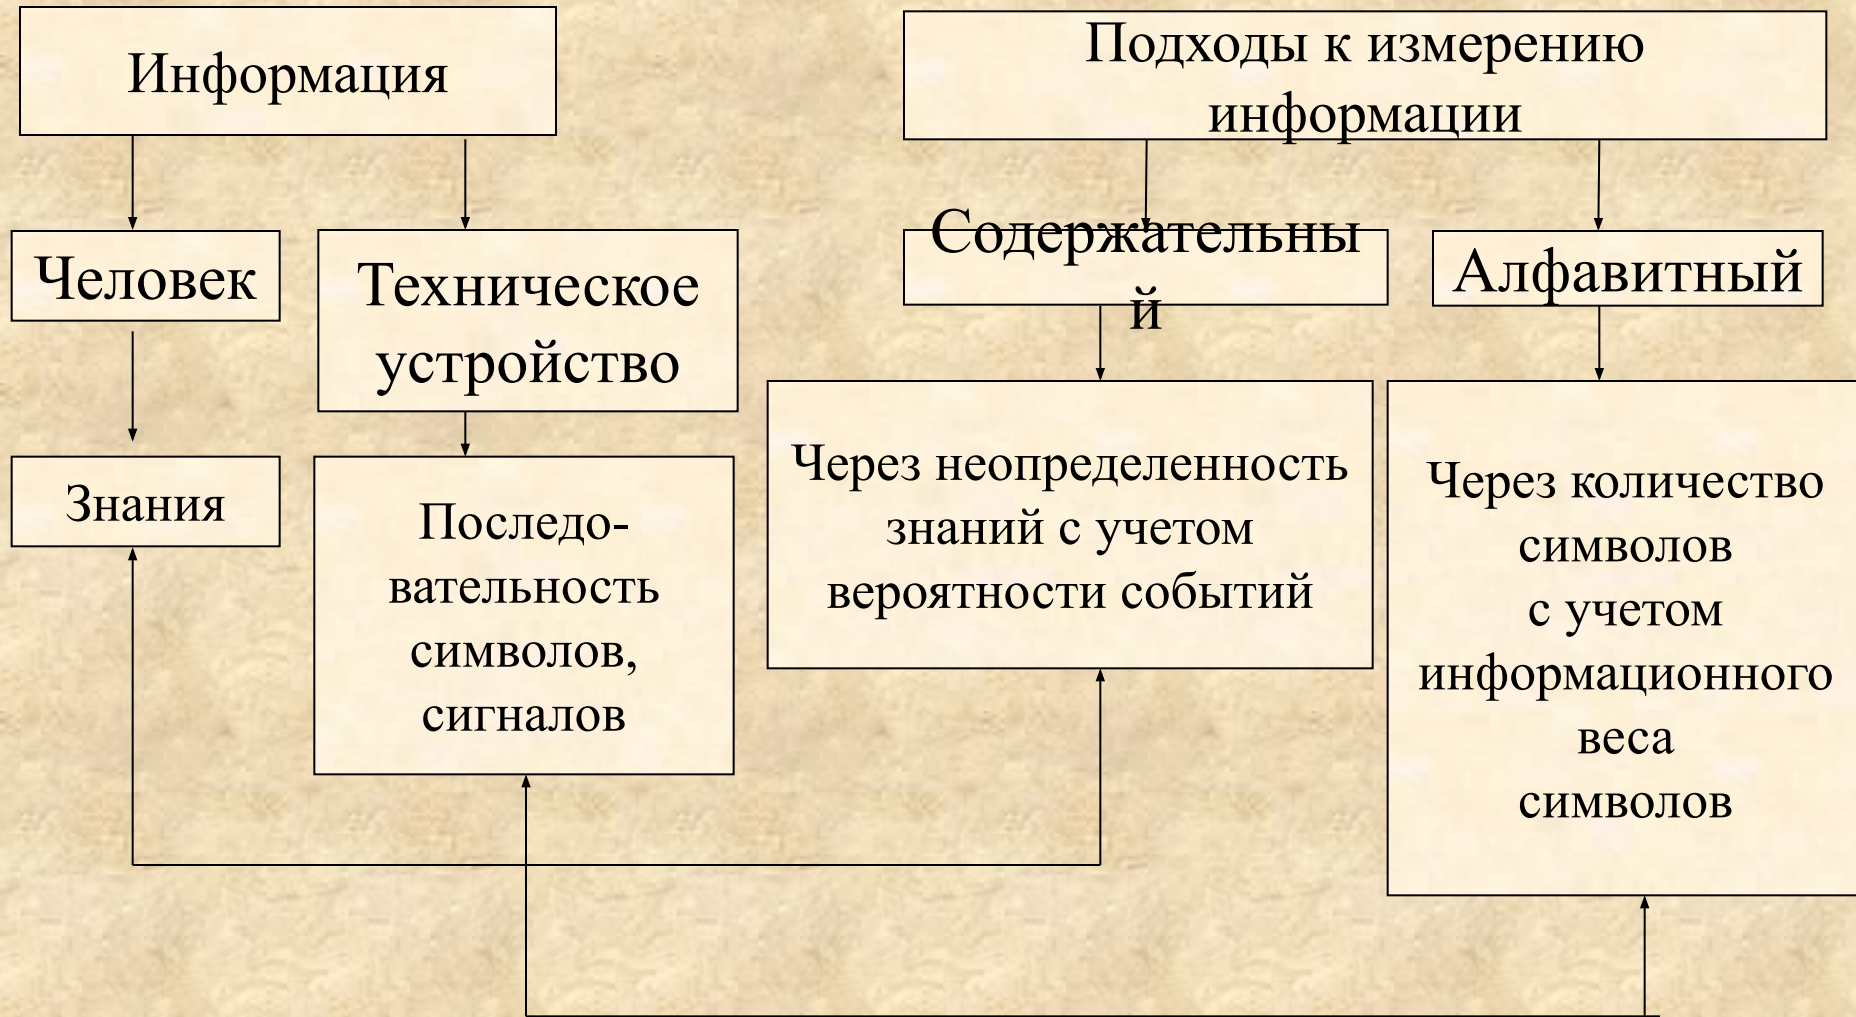 Информация
Подходы к измерению
информации
Человек
Техническое
устройство
Содержательны
й
Алфавитный
Знания
Последо-
вательность
символов,
сигналов
Через неопределенность
знаний с учетом
вероятности событий
Через количество
символов
с учетом
информационного
веса
символов